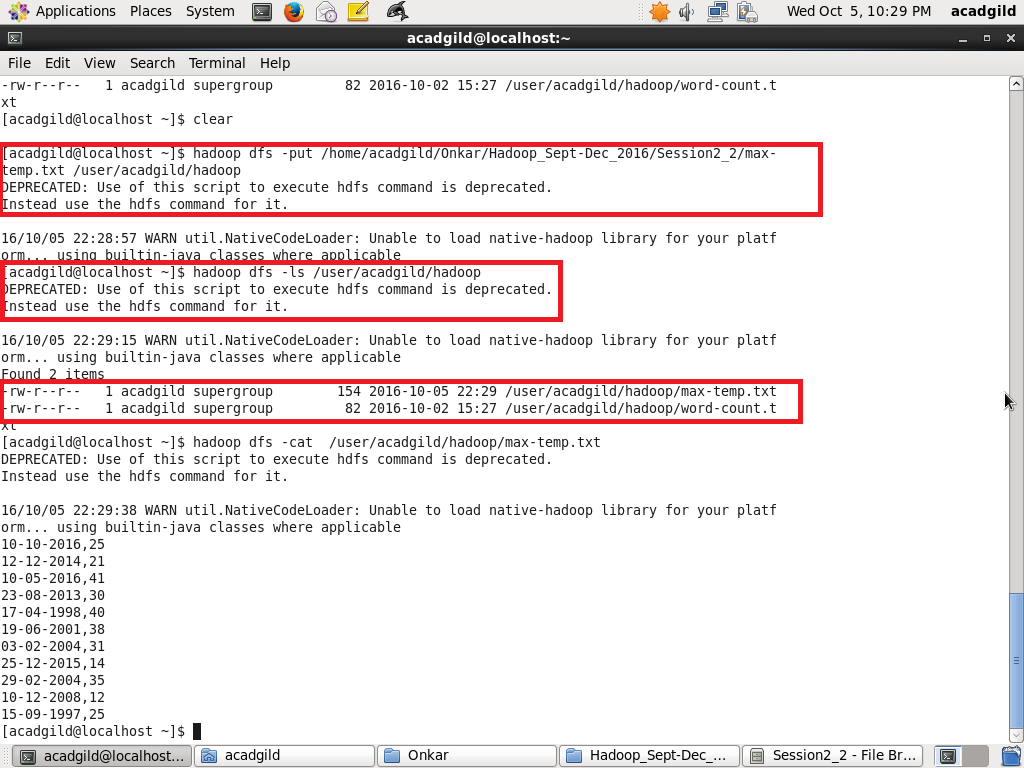 Applications Places System Wed Oct 5, 10:29 PM acadgild
acadgild@localhost:~
File Edit View Search Terminal Help
-rw-r--r-- 1 acadgild supergroup 82 2016-10-02 15:27 /user/acadgild/hadoop/word-count.t
xt
[acadgild@localhost ~]$ clear
[acadgild@localhost ~]$ hadoop dfs -put /home/acadgild/Onkar/Hadoop_Sept-Dec_2016/Session2_2/max-
temp.txt /user/acadgild/hadoop
DEPRECATED: Use of this script to execute hdfs command is deprecated.
Instead use the hdfs command for it.
16/10/05 22:28:57 WARN util.NativeCodeLoader: Unable to load native-hadoop library for your platf
orm... using builtin-java classes where applicable
[acadgild@localhost ~]$ hadoop dfs -ls /user/acadgild/hadoop
DEPRECATED: Use of this script to execute hdfs command is deprecated.
Instead use the hdfs command for it.
16/10/05 22:29:15 WARN util.NativeCodeLoader: Unable to load native-hadoop library for your platf
orm... using builtin-java classes where applicable
Found 2 items
-rw-r--r-- 1 acadgild supergroup 154 2016-10-05 22:29 /user/acadgild/hadoop/max-temp.txt
-rw-r--r-- 1 acadgild supergroup 82 2016-10-02 15:27 /user/acadgild/hadoop/word-count.t
xt
[acadgild@localhost ~]$ hadoop dfs -cat /user/acadgild/hadoop/max-temp.txt
DEPRECATED: Use of this script to execute hdfs command is deprecated.
Instead use the hdfs command for it.
16/10/05 22:29:38 WARN util.NativeCodeLoader: Unable to load native-hadoop library for your platf
orm... using builtin-java classes where applicable
10-10-2016,25
12-12-2014,21
10-05-2016,41
23-08-2013,30
17-04-1998,40
19-06-2001,38
03-02-2004,31
25-12-2015,14
29-02-2004,35
10-12-2008,12
15-09-1997,25
[acadgild@localhost ~]$
acadgild@localhost... acadgild Onkar Hadoop_Sept-Dec_... Session2_2 - File Br...